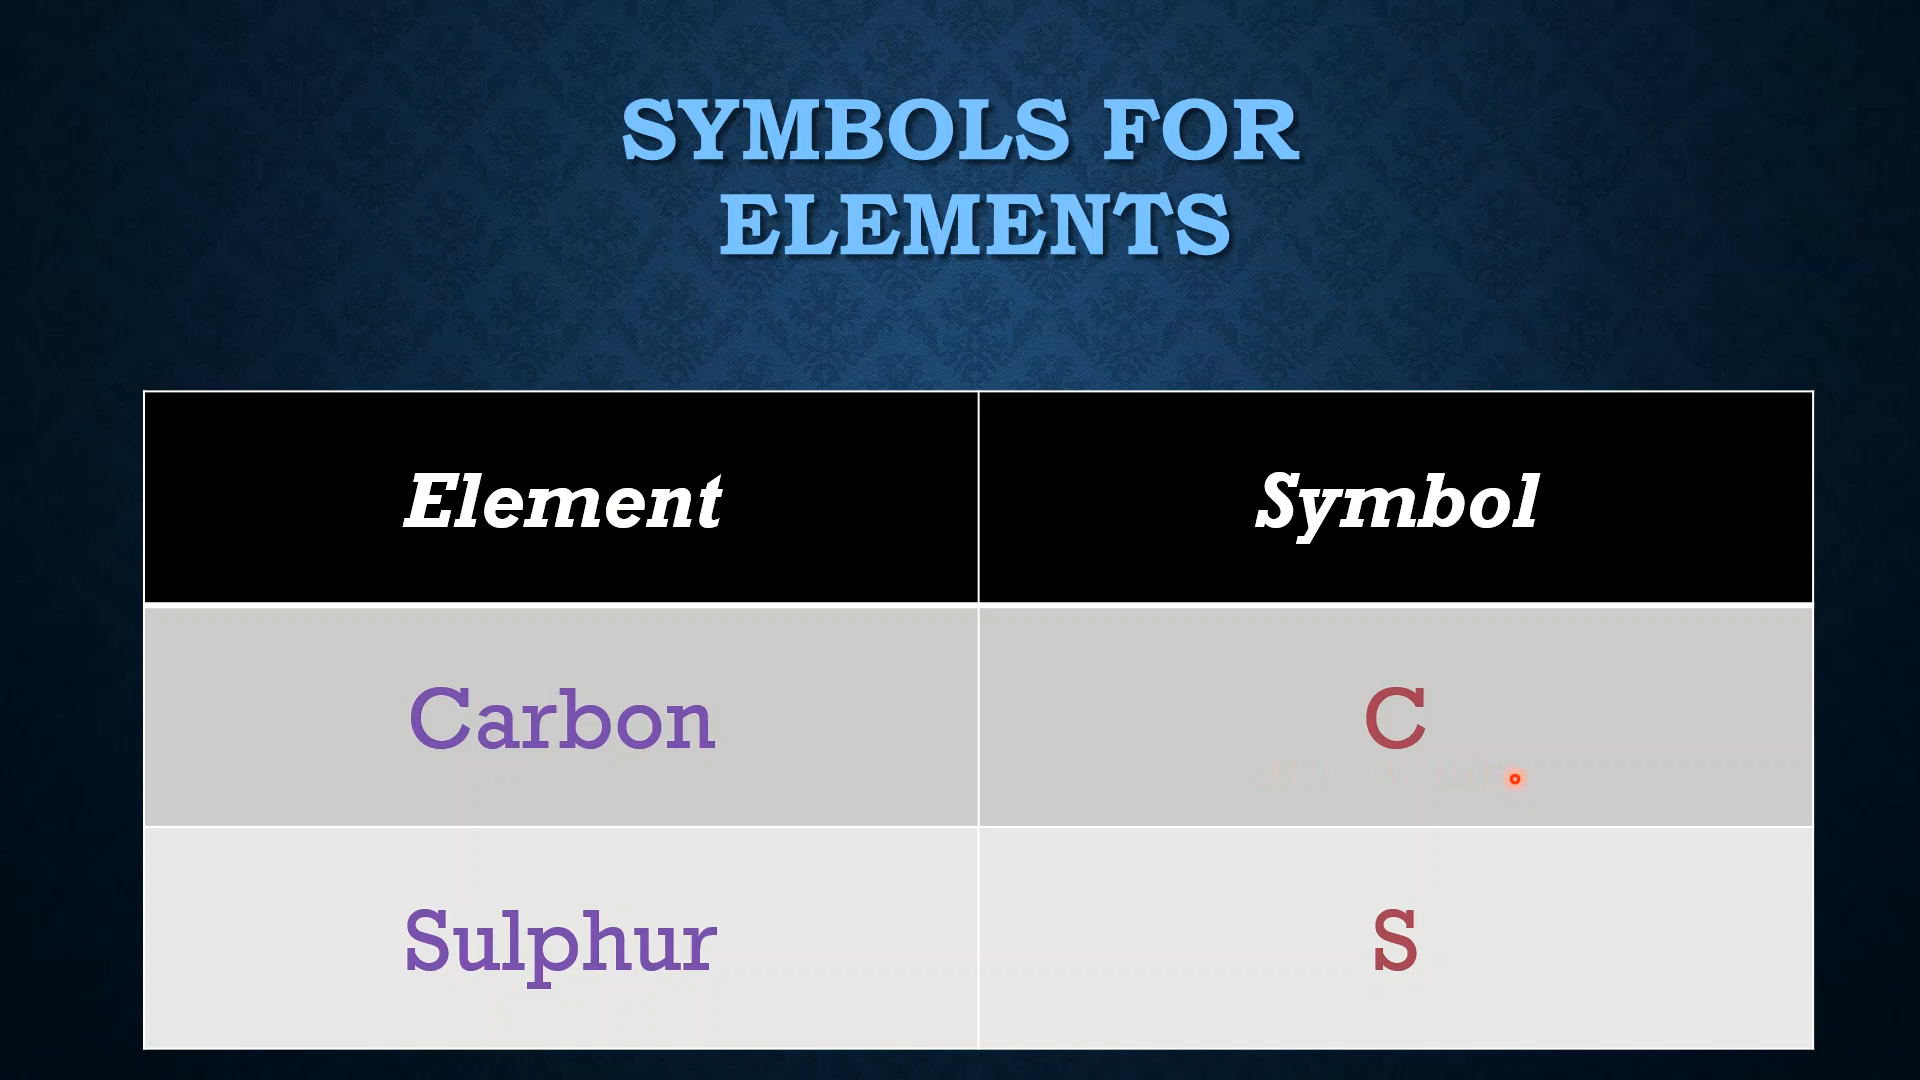 SYMBOLS FOR
ELEMENTS
Element Symbol
Carbon C
Sulphur S